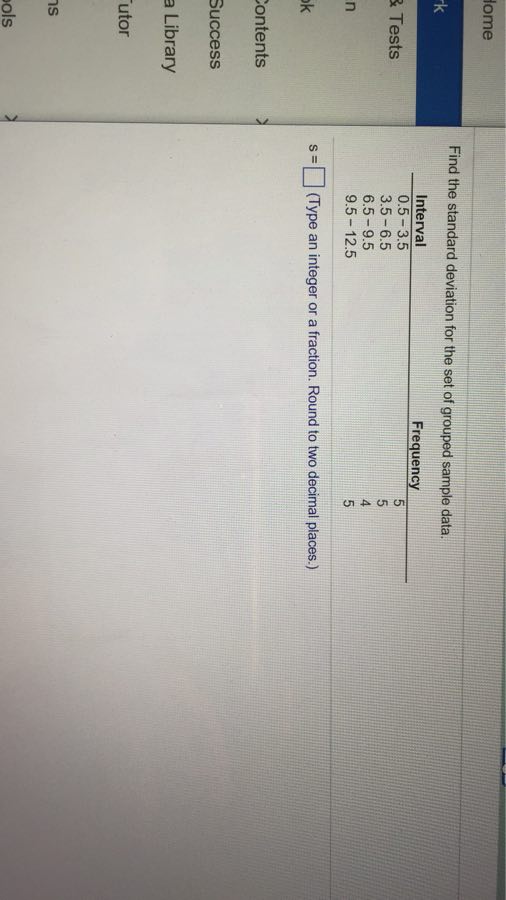 Home
rk
& Tests
n
ok
Contents
Success
a Library
Tutor
ns
ools
Find the standard deviation for the set of grouped sample data.
Interval Frequency
0.5 – 3.5 5
3.5 – 6.5 5
6.5 – 9.5 4
9.5 – 12.5 5
s = (Type an integer or a fraction. Round to two decimal places.)